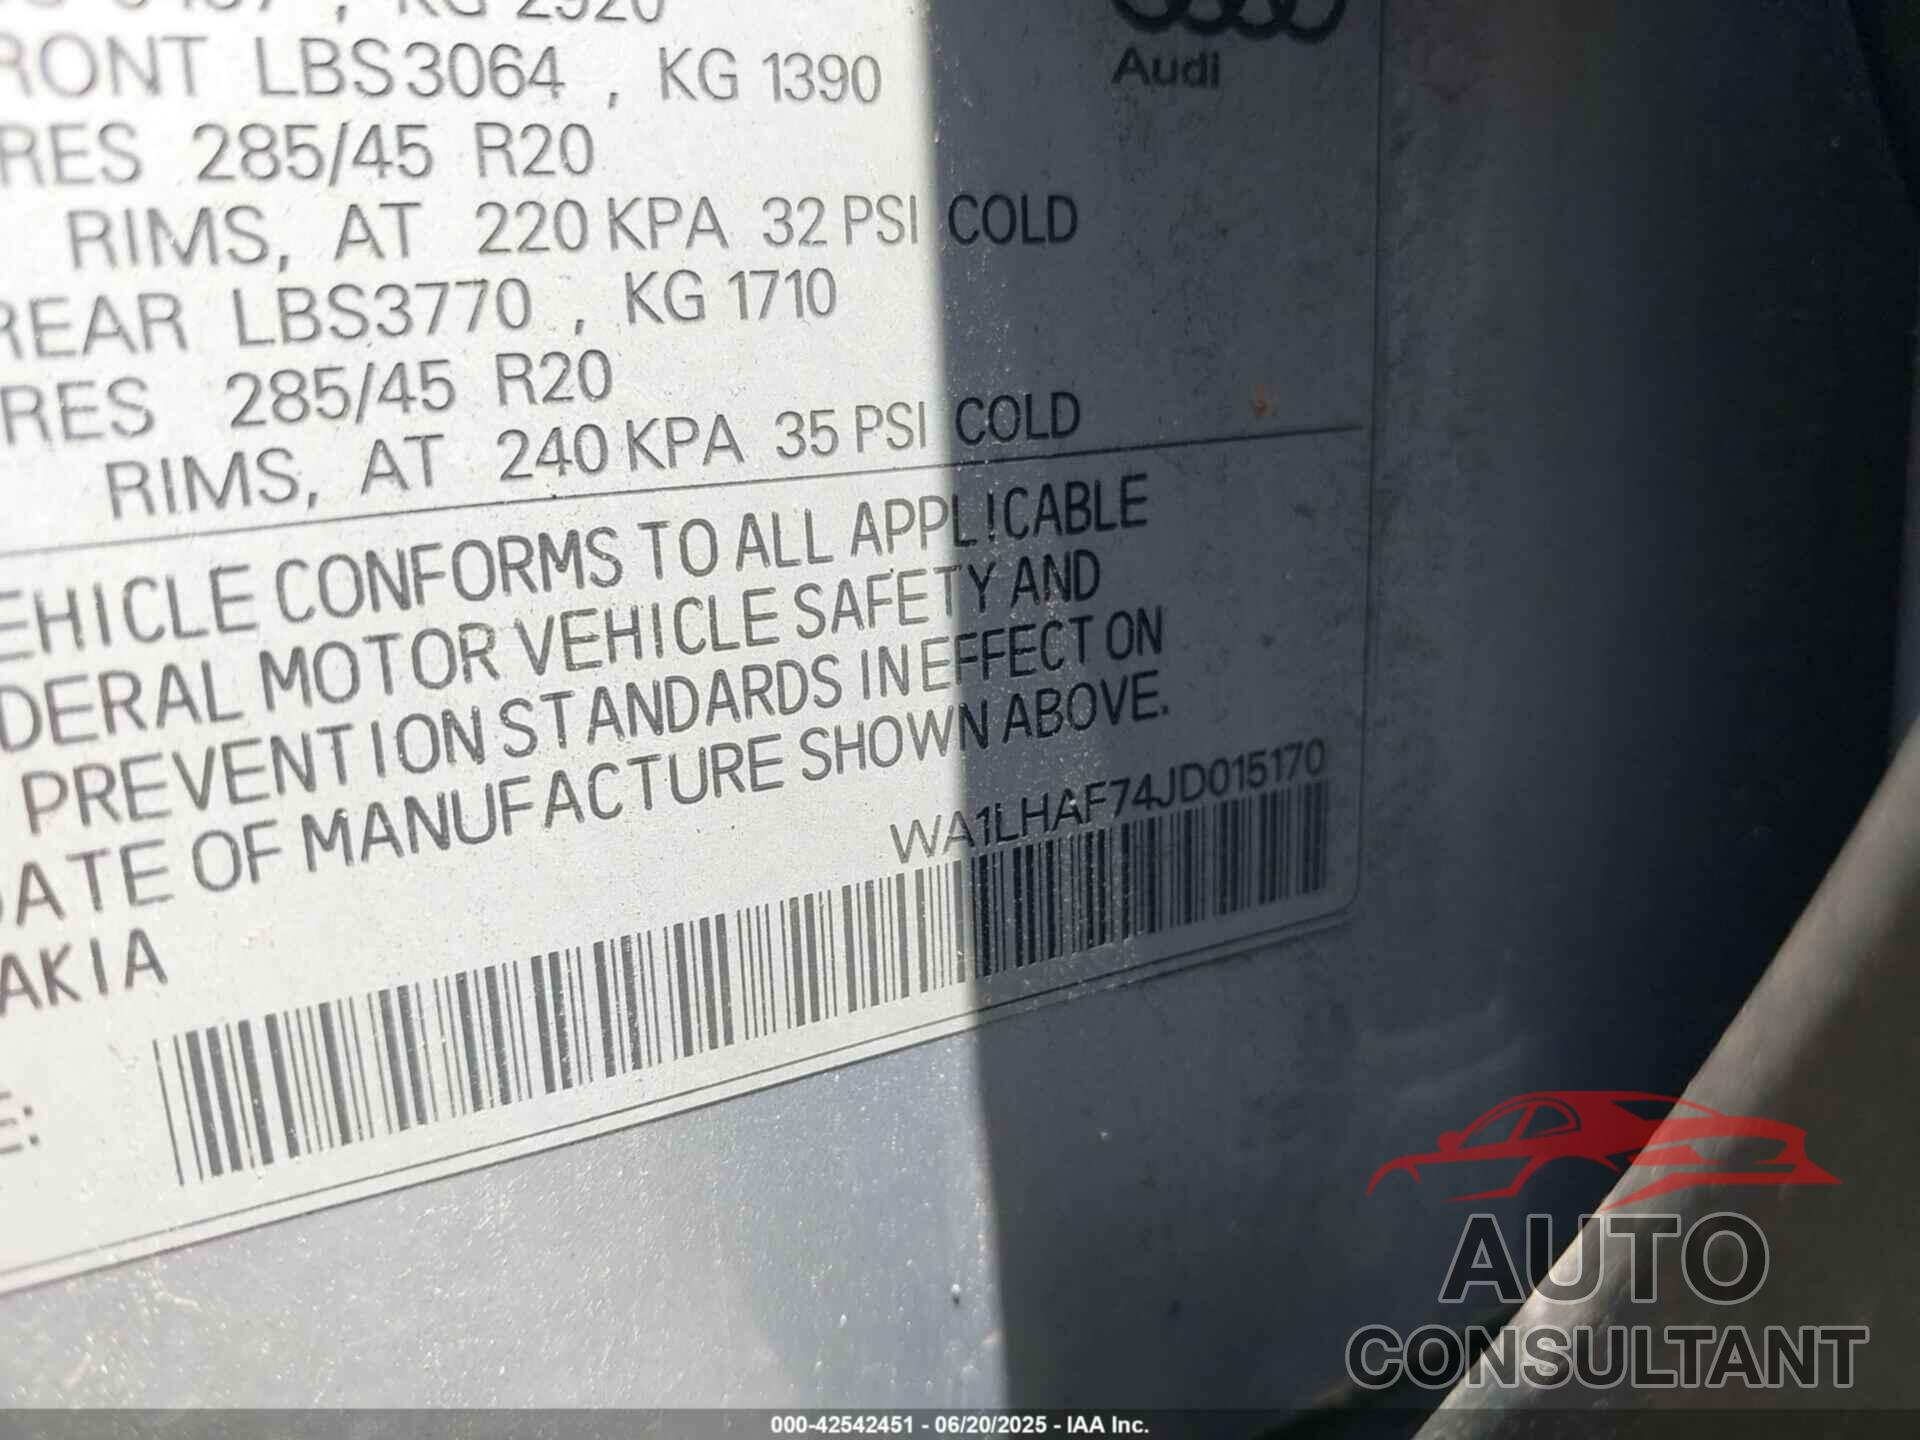 KG 2920
Audi
RONT LBS3064 , KG 1390
RES 285/45 R20
RIMS, AT 220 KPA 32 PSI COLD
REAR LBS3770 , KG 1710
RES 285/45 R20
RIMS, AT 240 KPA 35 PSI COLD
EHICLE CONFORMS TO ALL APPLICABLE
DERAL MOTOR VEHICLE SAFETY AND
PREVENTION STANDARDS IN EFFECT ON
DATE OF MANUFACTURE SHOWN ABOVE.
WA1LHAF74JD015170
AKIA
E:
AUTO
CONSULTANT
000-42542451 - 06/20/2025 - IAA Inc.